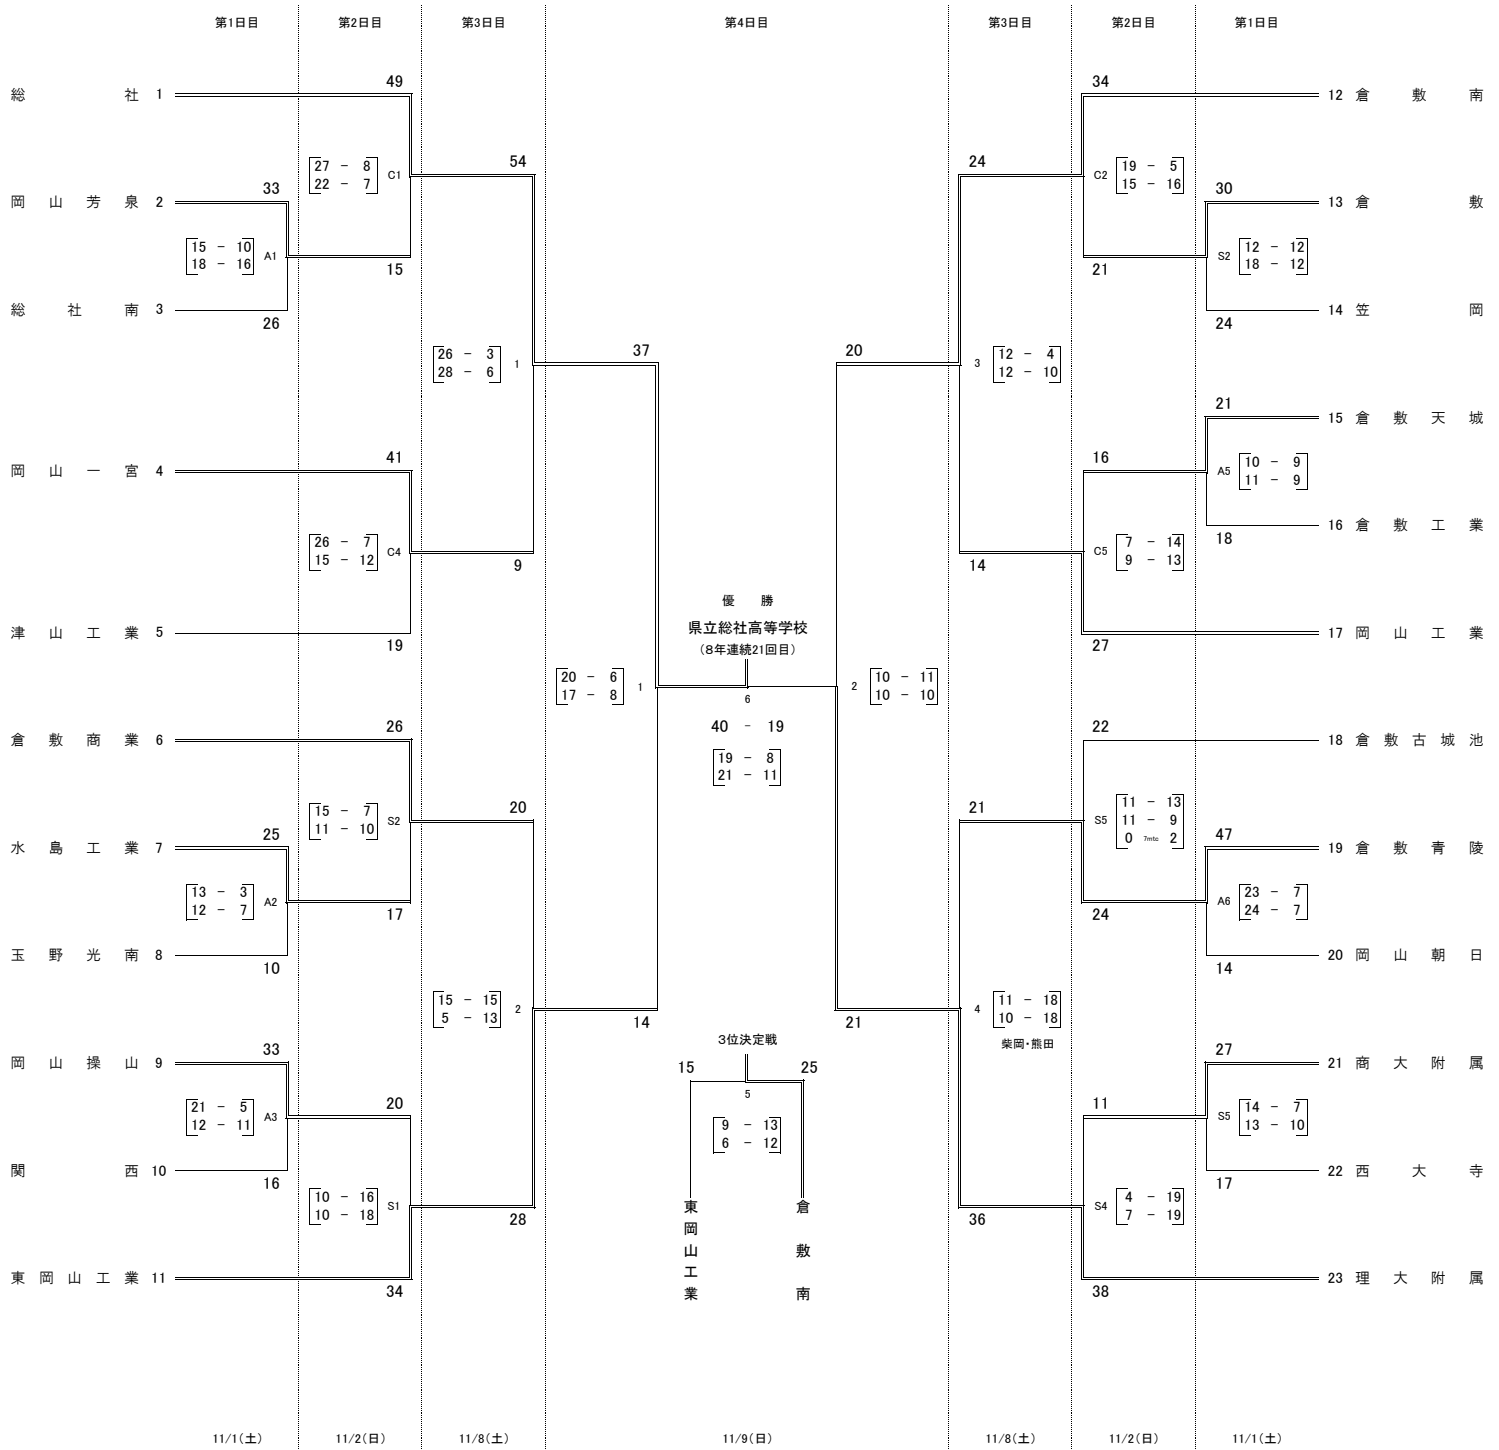 第1日目 第2日目 第3日目 第4日目 第3日目 第2日目 第1日目
49 34
総社 1 12 倉敷南
27 - 8 54 24 19 - 5
22 - 7 C1 C2 15 - 16
33 30
岡山芳泉 2 13 倉敷
15 - 10 12 - 12
18 - 16 A1 S2 18 - 12
15 21
総社南 3 14 笠岡
26 24
26 - 3 37 20 12 - 4
28 - 6 1 3 12 - 10
21
15 倉敷天城
41 16
岡山一宮 4 A5 10 - 9
11 - 9
16 倉敷工業
18
26 - 7 7 - 14
15 - 12 C4 C5 9 - 13
9 14
優勝
県立総社高等学校
津山工業 5 17 岡山工業
19 27
(8年連続21回目)
20 - 6 10 - 11
17 - 8 1 2 10 - 10
6
26 40 - 19 22
倉敷商業 6 18 倉敷古城池
19 - 8
21 - 11
15 - 7 20 21 11 - 13
11 - 10 S2 S5 11 - 9
0 7mtc 2
25 47
水島工業 7 19 倉敷青陵
13 - 3 23 - 7
12 - 7 A2 A6 24 - 7
17 24
玉野光南 8 20 岡山朝日
10 14
15 - 15 11 - 18
5 - 13 2 4 10 - 18
14 21
3位決定戦 柴岡・熊田
33 27
岡山操山 9 21 商大附属
15 25
5
20 11
21 - 5 14 - 7
12 - 11 A3 S5 13 - 10
9 - 13
6 - 12
関西 10 22 西大寺
16 17
10 - 16 4 - 19
10 - 18 S1 S4 7 - 19
28 36
東岡山工業
倉敷南
東岡山工業 11 23 理大附属
34 38
11/1(土) 11/2(日) 11/8(土) 11/9(日) 11/8(土) 11/2(日) 11/1(土)